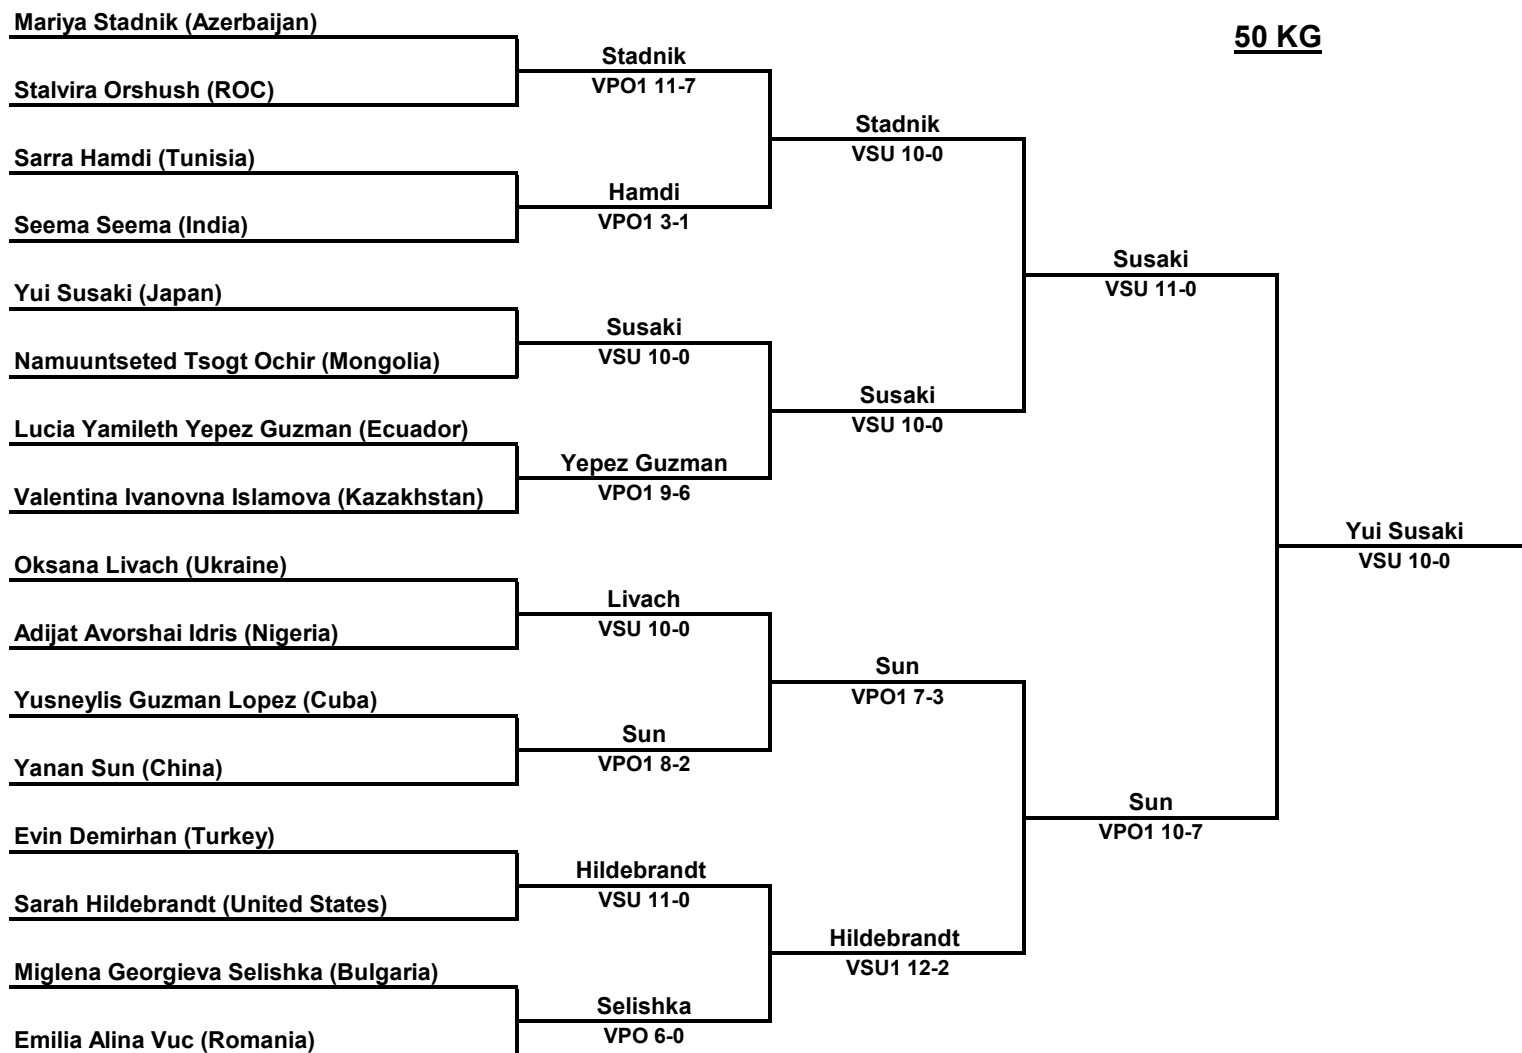 Mariya Stadnik (Azerbaijan)
50 KG
Stadnik
VPO1 11-7
Stalvira Orshush (ROC)
Stadnik
VSU 10-0
Sarra Hamdi (Tunisia)
Hamdi
VPO1 3-1
Seema Seema (India)
Susaki
VSU 11-0
Yui Susaki (Japan)
Susaki
VSU 10-0
Namuuntseted Tsogt Ochir (Mongolia)
Susaki
VSU 10-0
Lucia Yamileth Yepez Guzman (Ecuador)
Yepez Guzman
VPO1 9-6
Valentina Ivanovna Islamova (Kazakhstan)
Yui Susaki
VSU 10-0
Oksana Livach (Ukraine)
Livach
VSU 10-0
Adijat Avorshai Idris (Nigeria)
Sun
VPO1 7-3
Yusneylis Guzman Lopez (Cuba)
Sun
VPO1 8-2
Yanan Sun (China)
Sun
VPO1 10-7
Evin Demirhan (Turkey)
Hildebrandt
VSU 11-0
Sarah Hildebrandt (United States)
Hildebrandt
VSU1 12-2
Miglena Georgieva Selishka (Bulgaria)
Selishka
VPO 6-0
Emilia Alina Vuc (Romania)